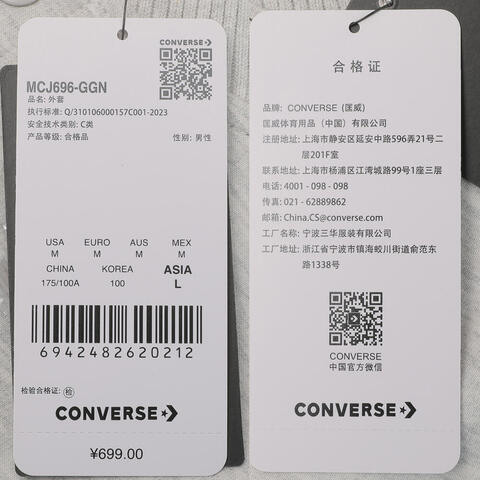 CONVERSE
MCJ696-GGN
品名: 外套
执行标准: Q/310106000157C001-2023
安全技术类别: C类
产品等级: 合格品
性别: 男性
USA EURO AUS MEX
M M M M
CHINA KOREA ASIA
175/100A 100 L
6942482620212
检验合格证: 检
CONVERSE
¥699.00
合格证
品牌: CONVERSE (匡威)
匡威体育用品（中国）有限公司
注册地址: 上海市静安区延安中路596弄21号二
层201F室
联系地址: 上海市杨浦区江湾城路99号1座三层
电话: 4001 - 098 - 098
传真: 021 - 62889862
邮箱: China.CS@converse.com
工厂名称: 宁波三华服装有限公司
工厂地址: 浙江省宁波市镇海蛟川街道俞范东
路1338号
CONVERSE
中国官方微信
CONVERSE